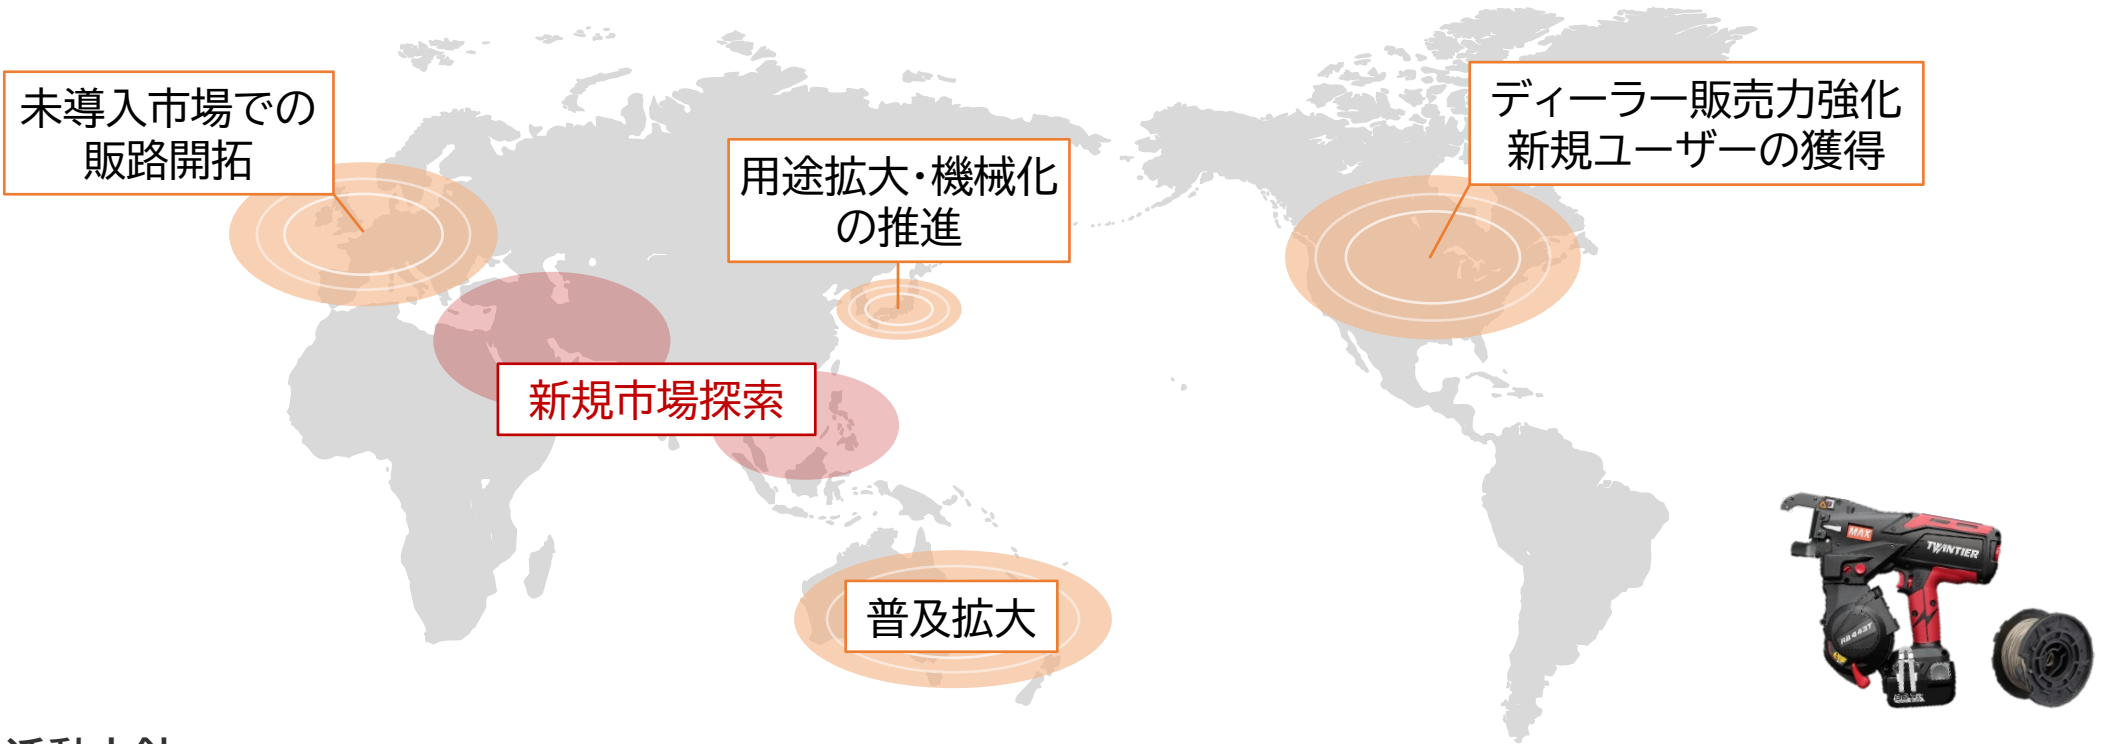 未導入市場での
販路開拓
用途拡大・機械化
の推進
ディーラー販売力強化
新規ユーザーの獲得
新規市場探索
普及拡大
MAX
TWINTIER
RB 443T